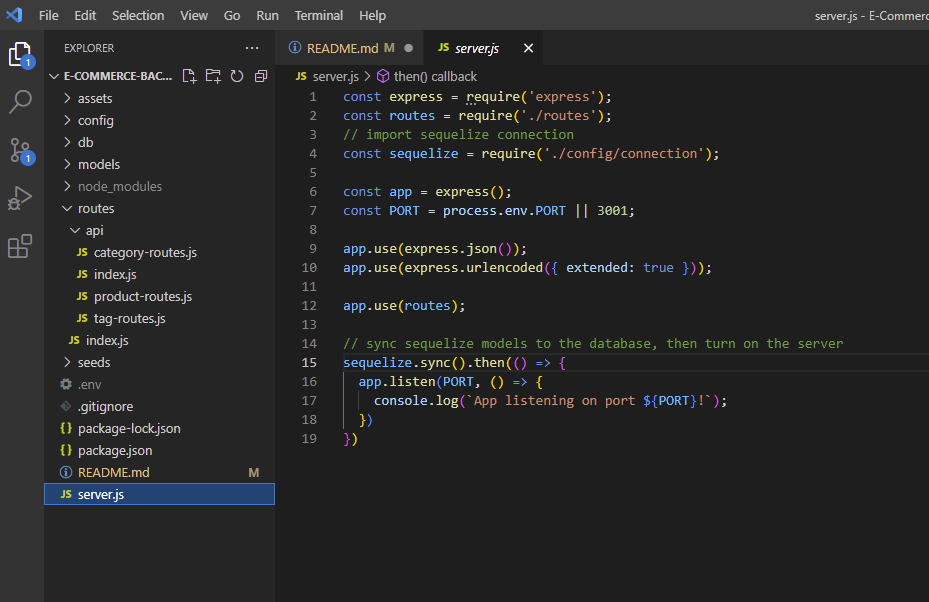 File Edit Selection View Go Run Terminal Help server.js - E-Commerc
EXPLORER ···
README.md M
JS server.js
E-COMMERCE-BAC...
JS server.js > then() callback
1
1
assets
config
db
models
node_modules
routes
api
JS category-routes.js
JS index.js
JS product-routes.js
JS tag-routes.js
JS index.js
seeds
.env
.gitignore
{} package-lock.json
{} package.json
README.md M
JS server.js
1 const express = require('express');
2 const routes = require('./routes');
3 // import sequelize connection
4 const sequelize = require('./config/connection');
5
6 const app = express();
7 const PORT = process.env.PORT || 3001;
8
9 app.use(express.json());
10 app.use(express.urlencoded({ extended: true }));
11
12 app.use(routes);
13
14 // sync sequelize models to the database, then turn on the server
15 sequelize.sync().then(() => {
16   app.listen(PORT, () => {
17     console.log(`App listening on port ${PORT}!`);
18   })
19 })